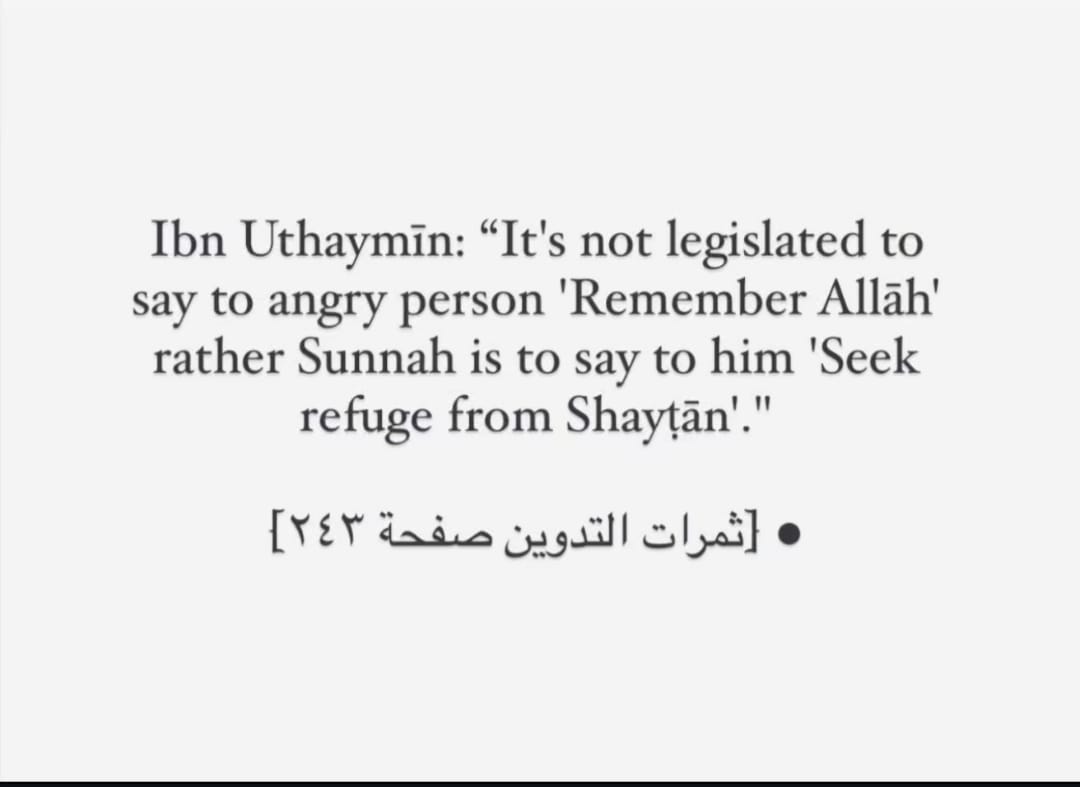 Ibn Uthaymīn: “It's not legislated to
say to angry person 'Remember Allāh'
rather Sunnah is to say to him 'Seek
refuge from Shayṭān'."
● [ثمرات التدوين صفحة ٢٤٣]